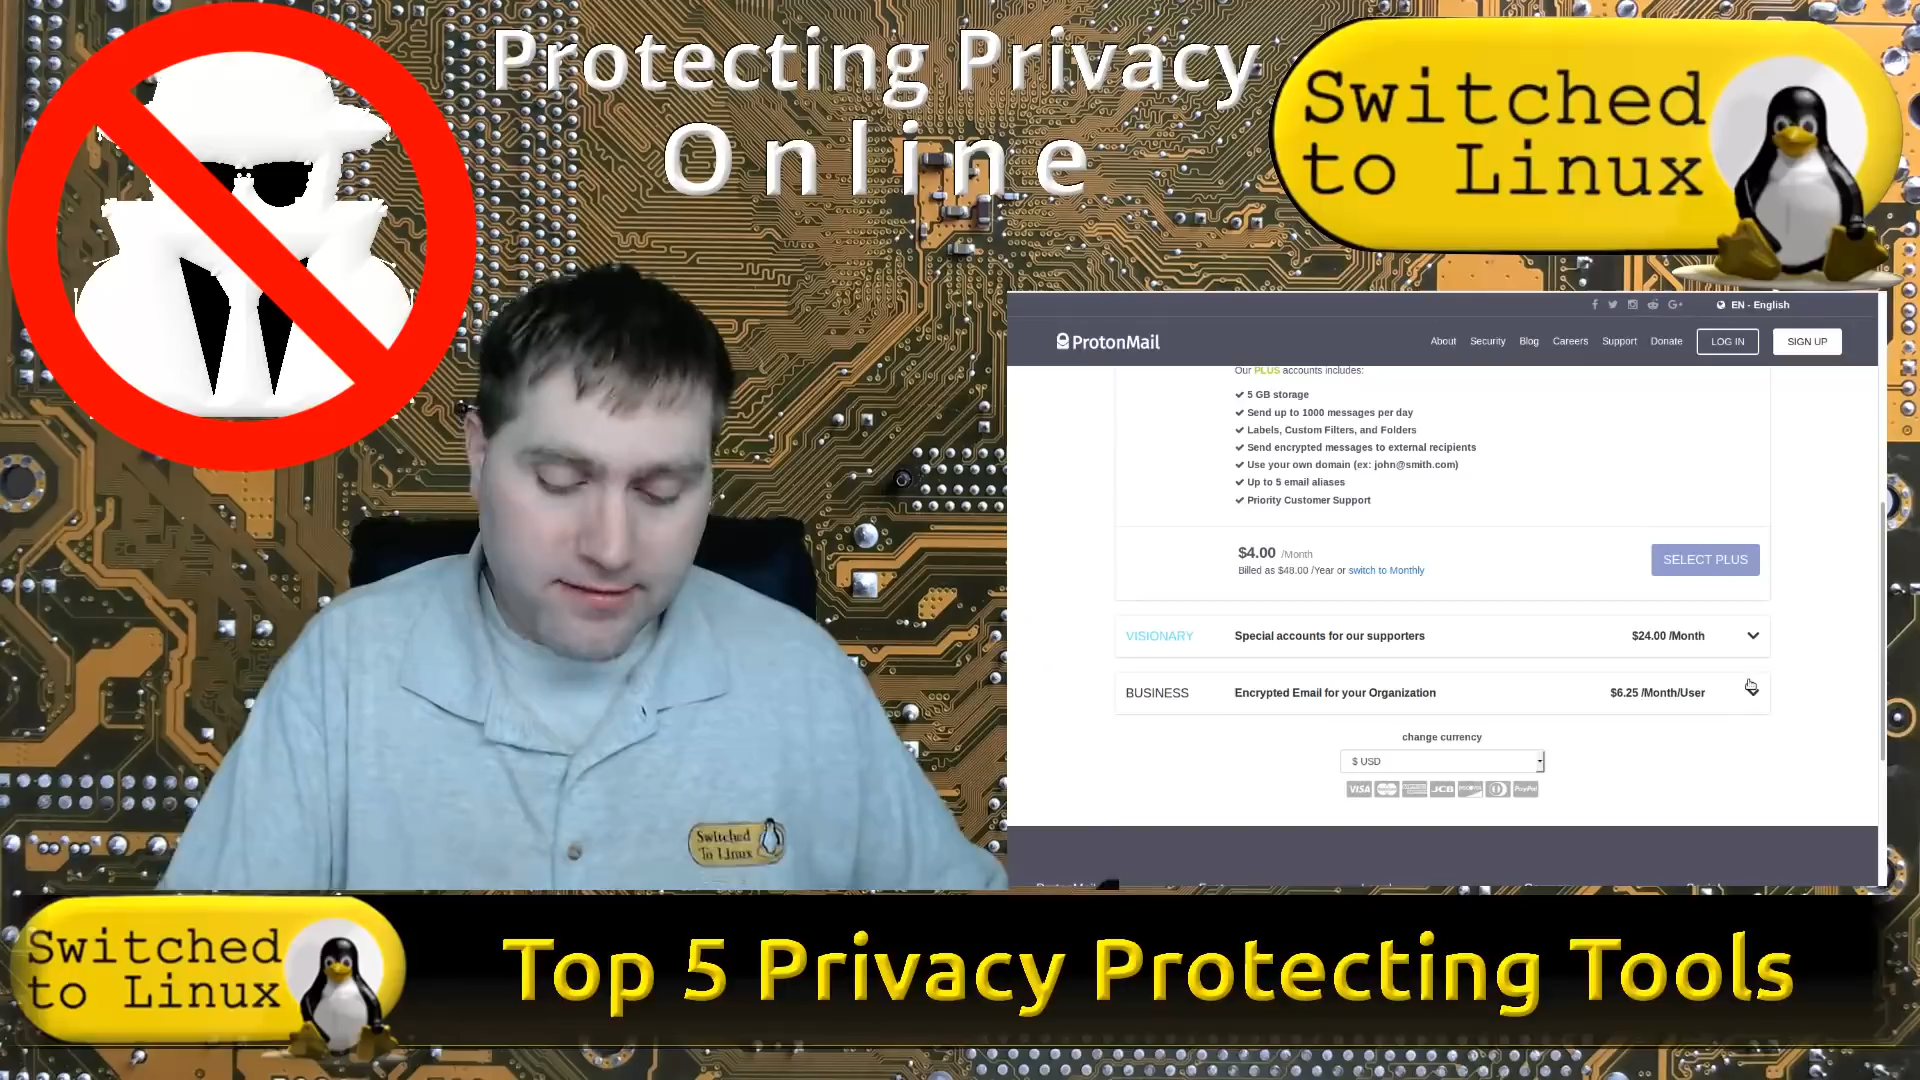 Protecting Privacy
Online
Switched
to Linux
EN - English
ProtonMail
About Security Blog Careers Support Donate LOG IN SIGN UP
Our PLUS accounts includes:
5 GB storage
Send up to 1000 messages per day
Labels, Custom Filters, and Folders
Send encrypted messages to external recipients
Use your own domain (ex: john@smith.com)
Up to 5 email aliases
Priority Customer Support
$4.00 /Month
Billed as $48.00 /Year or switch to Monthly
SELECT PLUS
VISIONARY Special accounts for our supporters $24.00 /Month
BUSINESS Encrypted Email for your Organization $6.25 /Month/User
change currency
$ USD
VISA JCB PayPal
Switched
To Linux
Switched
to Linux
Top 5 Privacy Protecting Tools